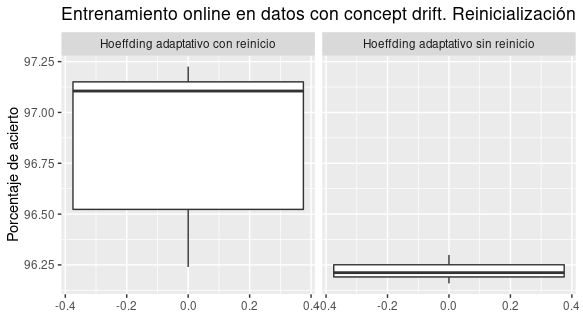 Entrenamiento online en datos con concept drift. Reinicialización
Hoeffding adaptativo con reinicio
Hoeffding adaptativo sin reinicio
Porcentaje de acierto
97.25
97.00
96.75
96.50
96.25
-0.4 -0.2 0.0 0.2 0.4
-0.4 -0.2 0.0 0.2 0.4